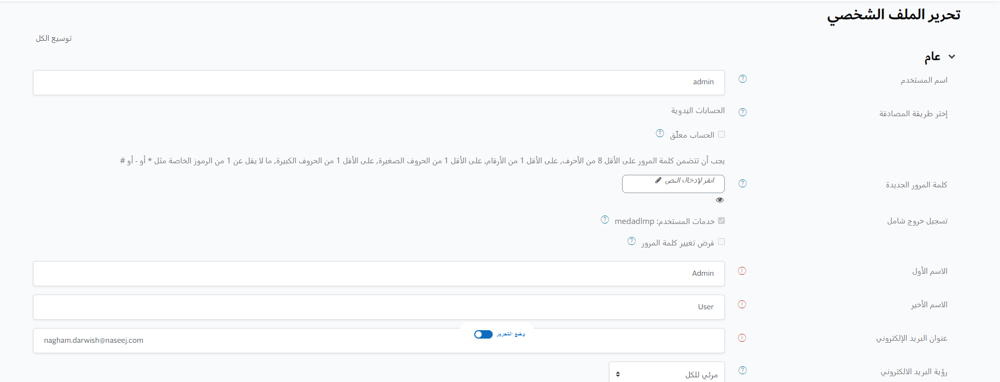 تحرير الملف الشخصي
توسيع الكل
عام
اسم المستخدم
admin
إختر طريقة المصادقة
الحسابات اليدوية
الحساب معلّق
يجب أن تتضمن كلمة المرور على الأقل 8 من الأحرف, على الأقل 1 من الأرقام, على الأقل 1 من الحروف الصغيرة, على الأقل 1 من الحروف الكبيرة, ما لا يقل عن 1 من الرموز الخاصة مثل * أو - أو #
كلمة المرور الجديدة
انقر لإدخال النص
تسجيل خروج شامل
خدمات المستخدم: medadlmp
فرض تغيير كلمة المرور
الاسم الأول
Admin
الاسم الأخير
User
وضع التحرير
عنوان البريد الإلكتروني
nagham.darwish@naseej.com
رؤية البريد الالكتروني
مرئي للكل